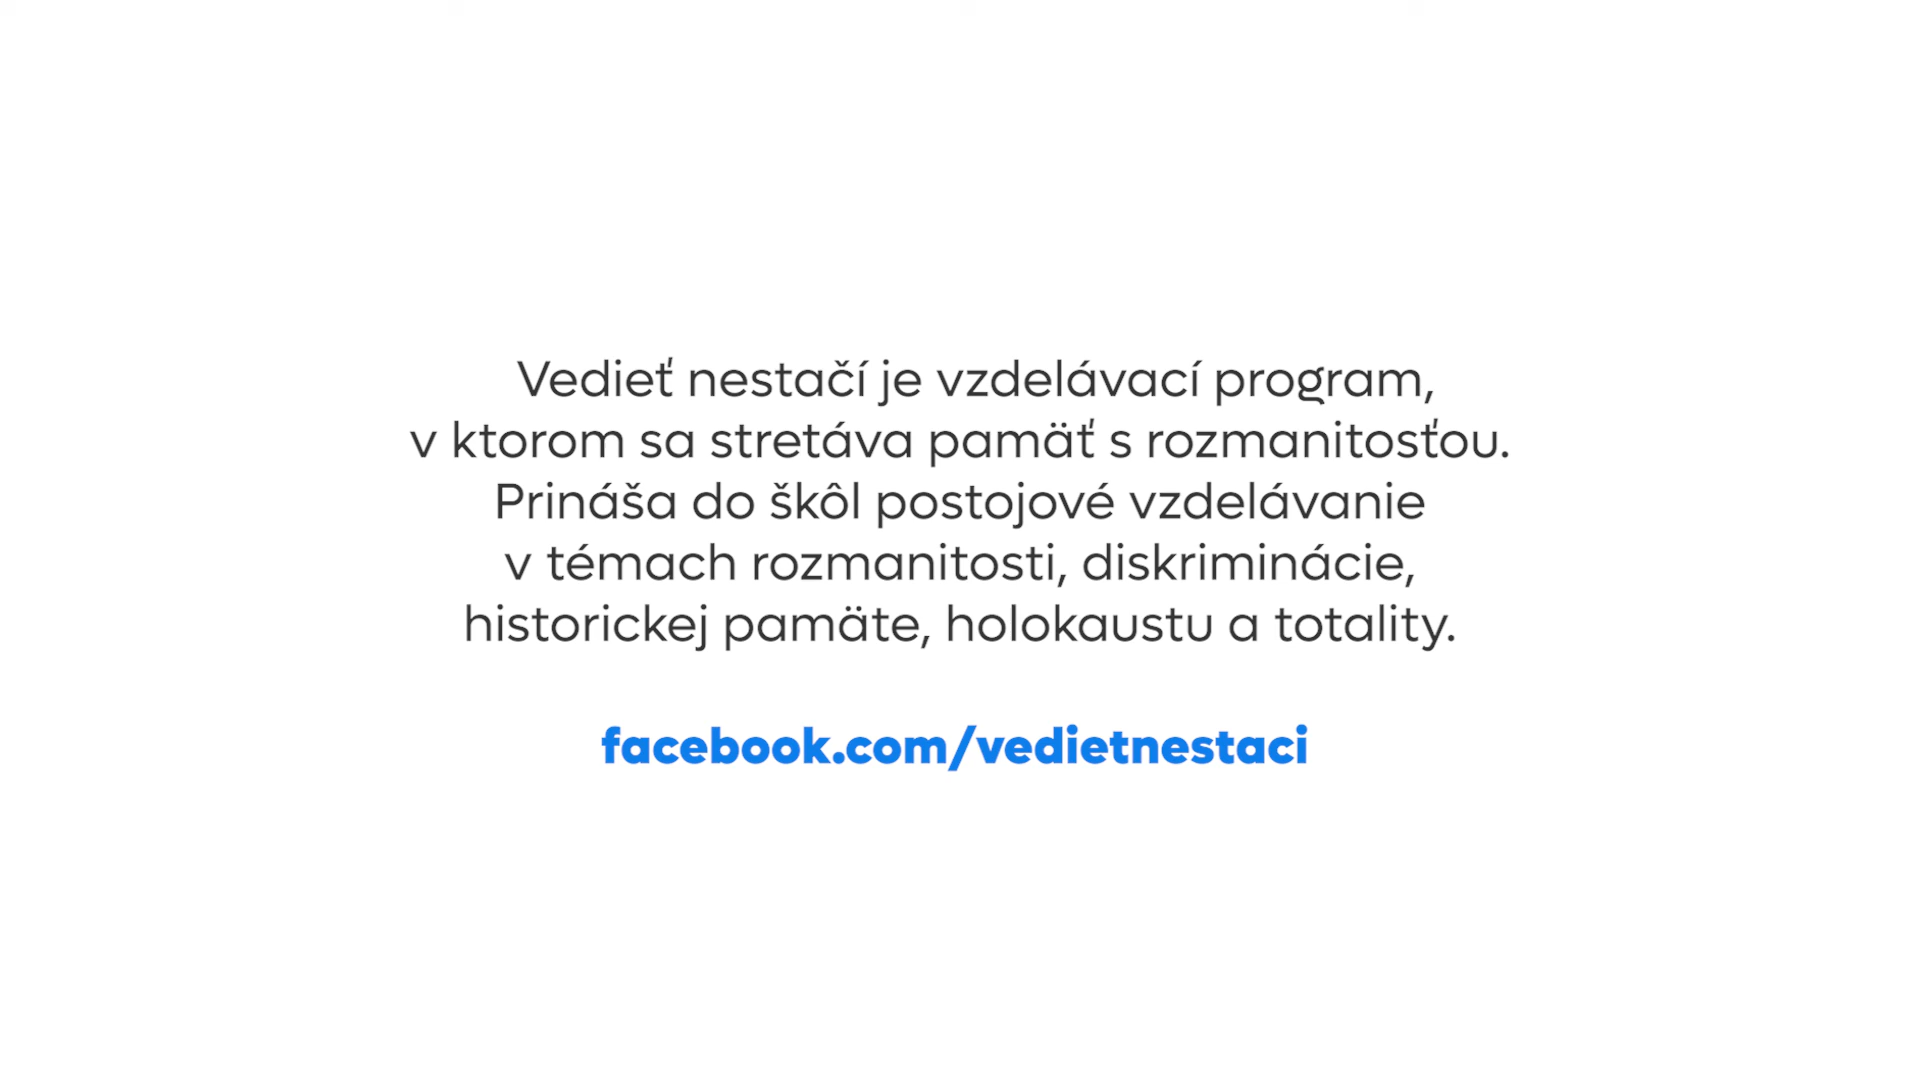 Vedieť nestačí je vzdelávací program,
v ktorom sa stretáva pamäť s rozmanitosťou.
Prináša do škôl postojové vzdelávanie
v témach rozmanitosti, diskriminácie,
historickej pamäte, holokaustu a totality.
facebook.com/vedietnestaci